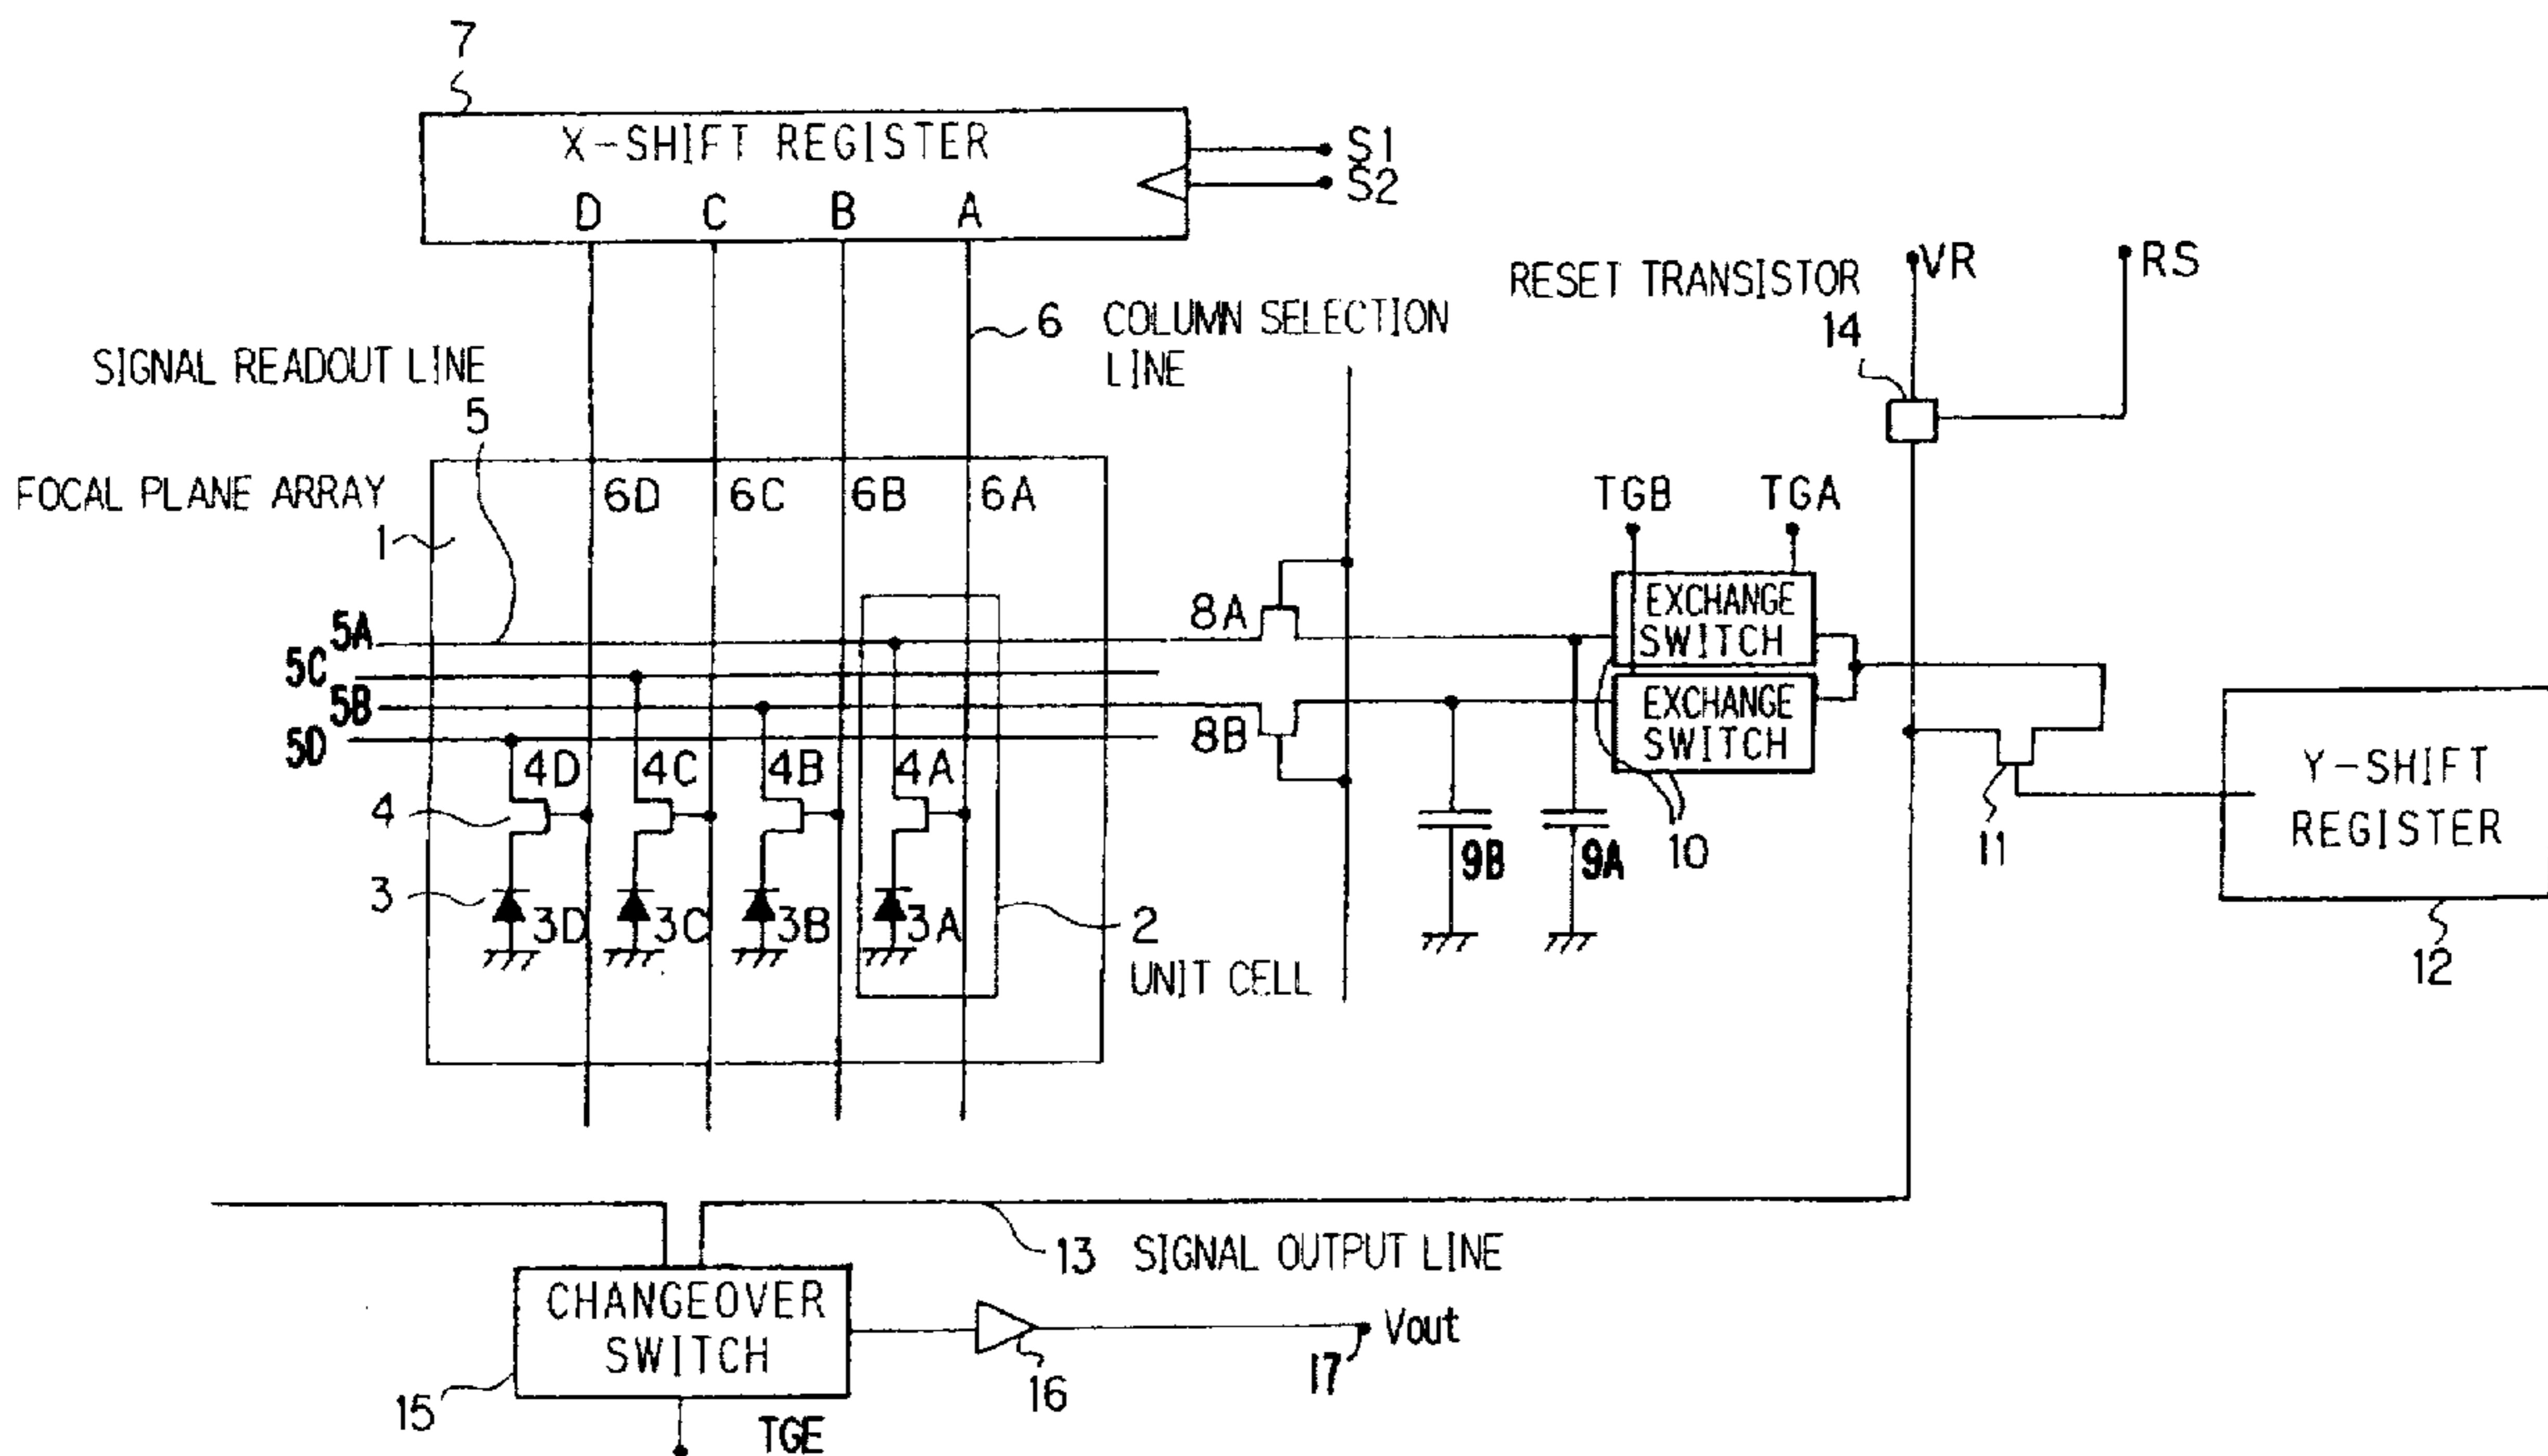 7
X-SHIFT REGISTER
S1
S2
D C B A
RESET TRANSISTOR
14
VR
RS
6 COLUMN SELECTION
LINE
SIGNAL READOUT LINE
5
FOCAL PLANE ARRAY
1
6D 6C 6B 6A
TGB TGA
5A
5C
5B
5D
8A
8B
EXCHANGE
SWITCH
EXCHANGE
SWITCH
4D 4C 4B 4A
4
3
3D 3C 3B 3A
2
UNIT CELL
9B 9A
10
11
Y-SHIFT
REGISTER
12
13 SIGNAL OUTPUT LINE
CHANGEOVER
SWITCH
15
16
17
Vout
TGE